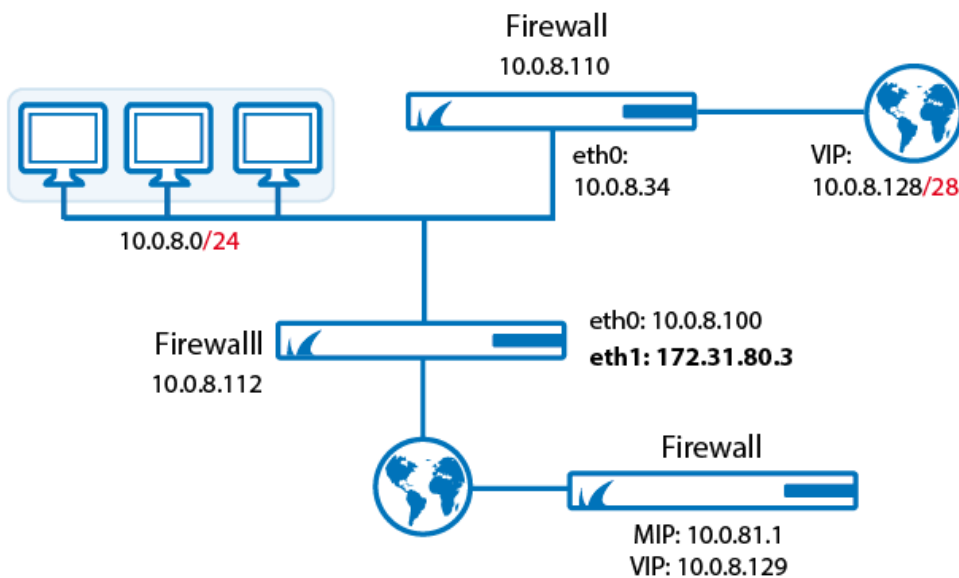 Firewall
10.0.8.110
eth0:
10.0.8.34
VIP:
10.0.8.128/28
10.0.8.0/24
Firewalll
10.0.8.112
eth0: 10.0.8.100
eth1: 172.31.80.3
Firewall
MIP: 10.0.81.1
VIP: 10.0.8.129